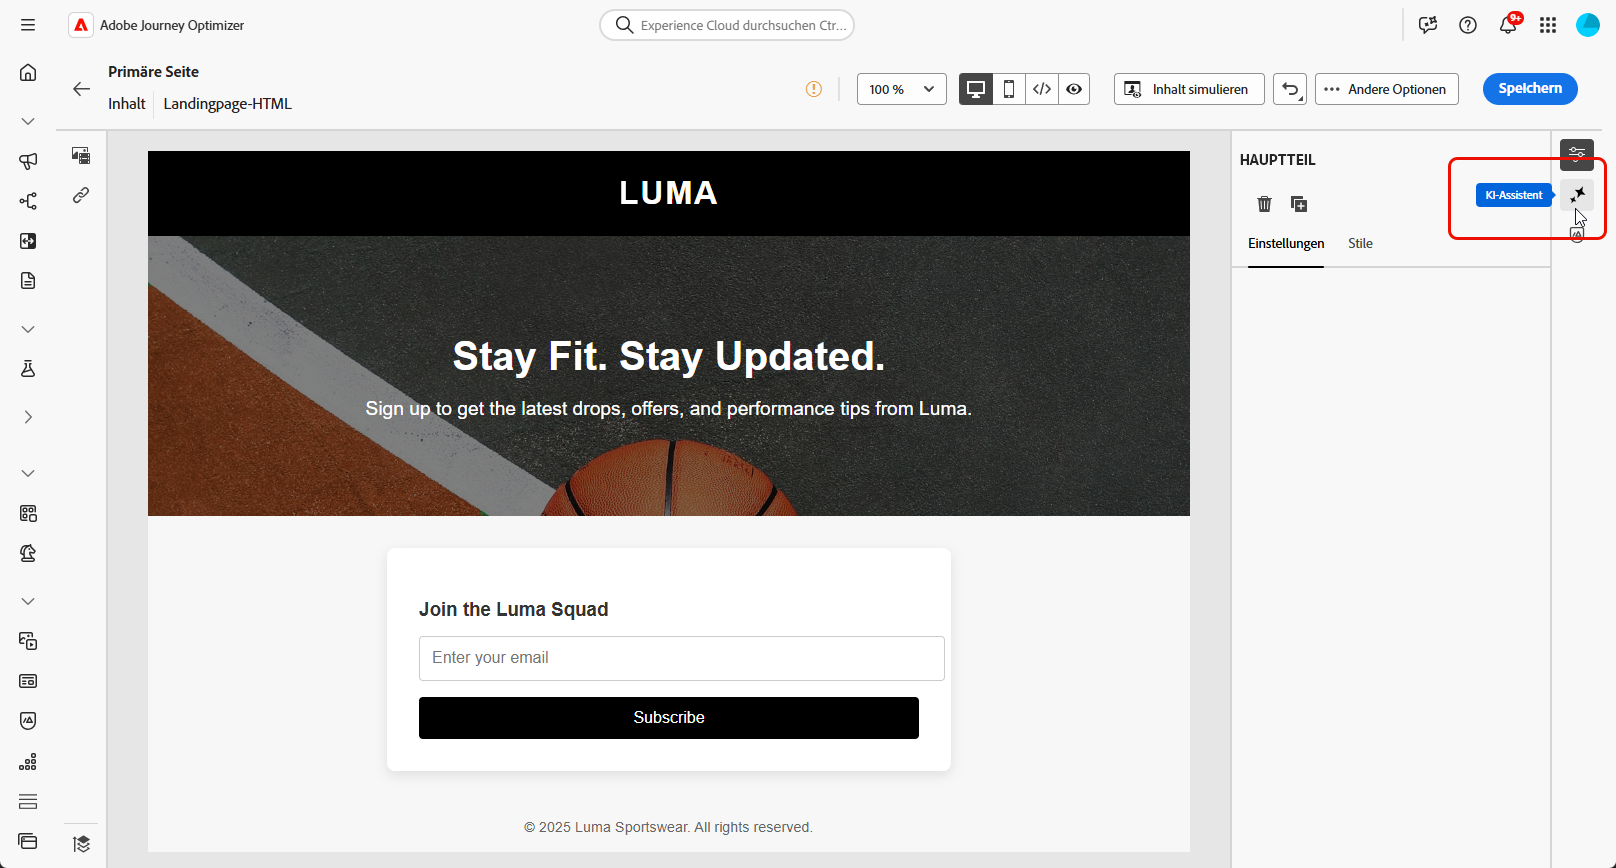 Adobe Journey Optimizer
Experience Cloud durchsuchen Ctr...
9+
Primäre Seite
Inhalt
Landingpage-HTML
100 %
Inhalt simulieren
Andere Optionen
Speichern
LUMA
Stay Fit. Stay Updated.
Sign up to get the latest drops, offers, and performance tips from Luma.
Join the Luma Squad
Enter your email
Subscribe
© 2025 Luma Sportswear. All rights reserved.
HAUPTTEIL
KI-Assistent
Einstellungen
Stile